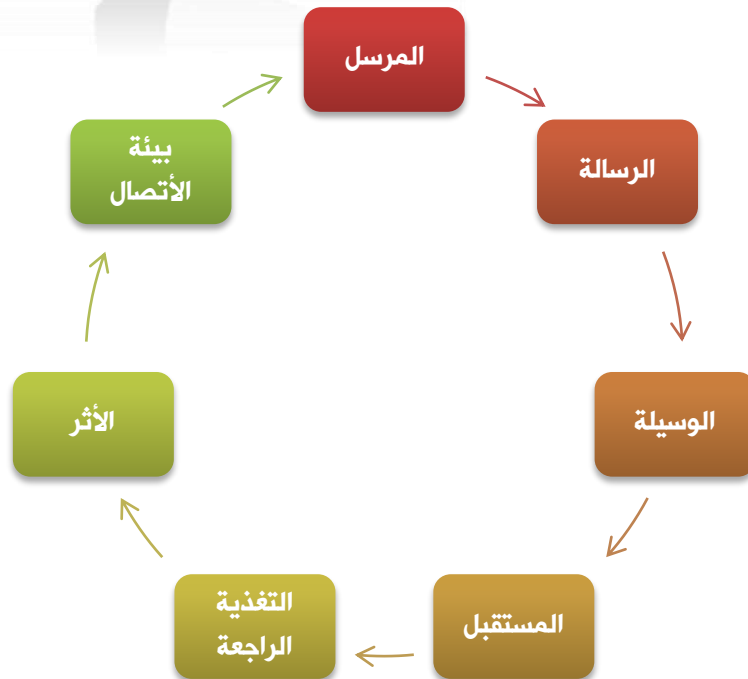 المرسل
الرسالة
الوسيلة
المستقبل
التغذية
الراجعة
الأثر
بيئة
الأتصال